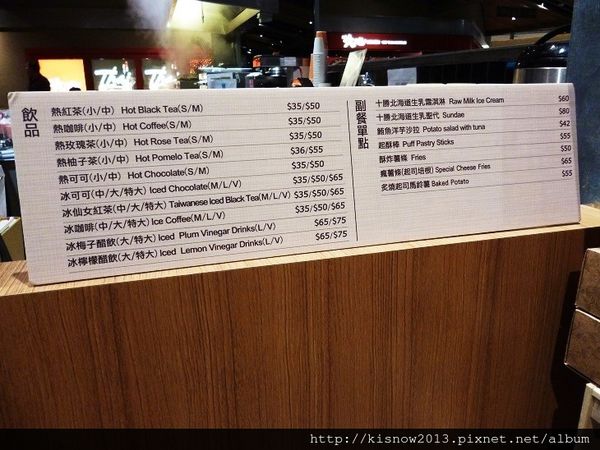 飲品
熱紅茶(小/中) Hot Black Tea(S/M) $35/$50
熱咖啡(小/中) Hot Coffee(S/M) $35/$50
熱玫瑰茶(小/中) Hot Rose Tea(S/M) $35/$50
熱柚子茶(小/中) Hot Pomelo Tea(S/M) $36/$55
熱可可(小/中) Hot Chocolate(S/M) $35/$50
冰可可(中/大/特大) Iced Chocolate(M/L/V) $35/$50/$65
冰仙女紅茶(中/大/特大) Taiwanese Iced Black Tea(M/L/V) $35/$50/$65
冰咖啡(中/大/特大) Ice Coffee(M/L/V) $35/$50/$65
冰梅子醋飲(大/特大) Iced Plum Vinegar Drinks(L/V) $65/$75
冰檸檬醋飲(大/特大) Iced Lemon Vinegar Drinks(L/V) $65/$75
副餐單點
十勝北海道生乳霜淇淋 Raw Milk Ice Cream $60
十勝北海道生乳聖代 Sundae $80
鮪魚洋芋沙拉 Potato salad with tuna $42
起酥棒 Puff Pastry Sticks $55
酥炸薯條 Fries $50
瘋薯條(起司培根) Special Cheese Fries $65
炙燒起司馬鈴薯 Baked Potato $55
http://kisnow2013.pixnet.net/album